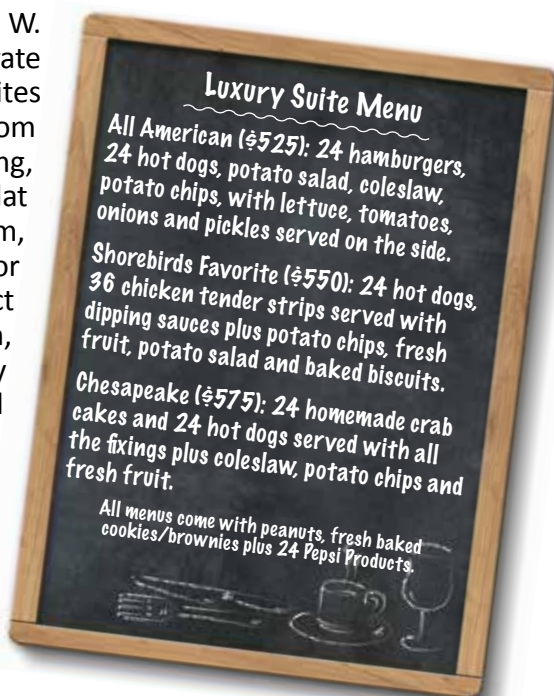 W.
ate
ites
om
ng,
lat
m,
or
ct
Luxury Suite Menu
All American ($525): 24 hamburgers,
24 hot dogs, potato salad, coleslaw,
potato chips, with lettuce, tomatoes,
onions and pickles served on the side.
Shorebirds Favorite ($550): 24 hot dogs,
36 chicken tender strips served with
dipping sauces plus potato chips, fresh
fruit, potato salad and baked biscuits.
Chesapeake ($575): 24 homemade crab
cakes and 24 hot dogs served with all
the fixings plus coleslaw, potato chips and
fresh fruit.
All menus come with peanuts, fresh baked
cookies/brownies plus 24 Pepsi Products.